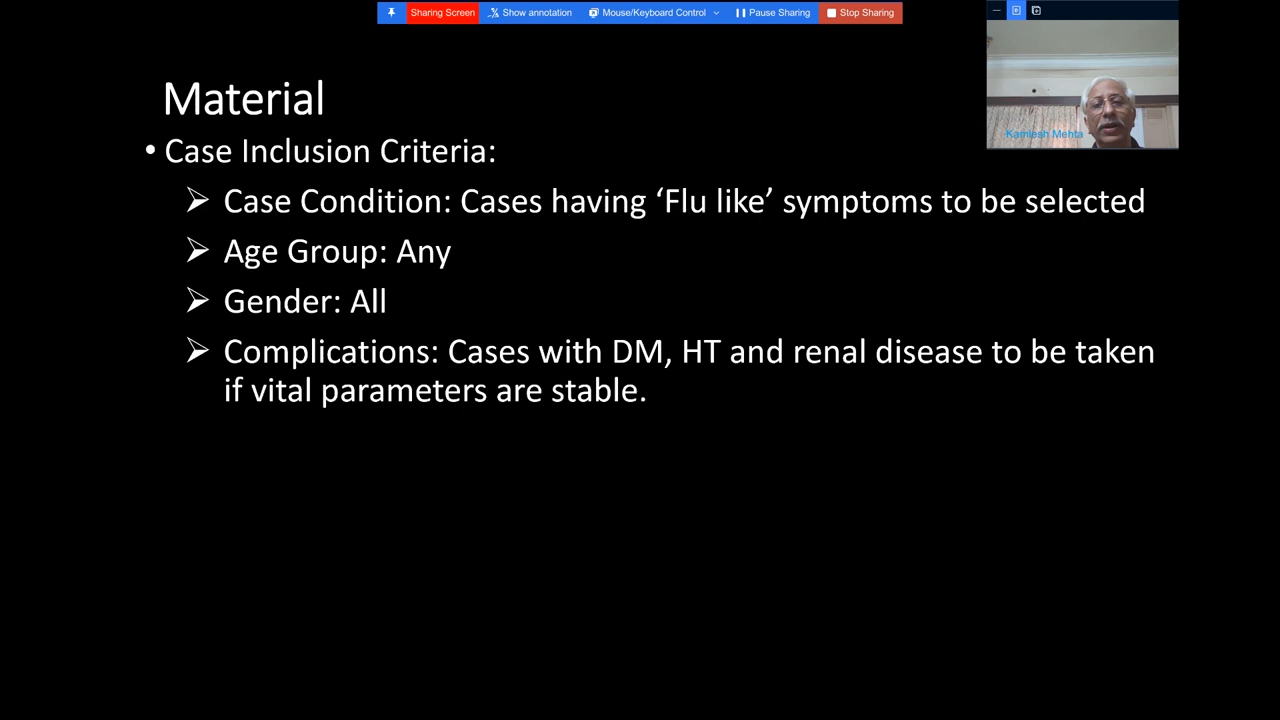 Sharing Screen Show annotation Mouse/Keyboard Control Pause Sharing Stop Sharing
Kamlesh Mehta
Material
• Case Inclusion Criteria:
➢ Case Condition: Cases having ‘Flu like’ symptoms to be selected
➢ Age Group: Any
➢ Gender: All
➢ Complications: Cases with DM, HT and renal disease to be taken
if vital parameters are stable.